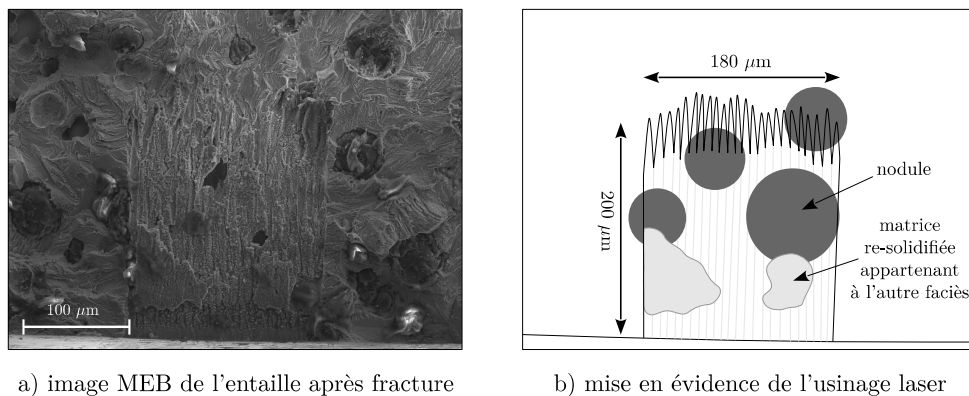 100 µm
180 µm
200 µm
nodule
matrice
re-solidifiée
appartenant
à l'autre faciès
a) image MEB de l'entaille après fracture
b) mise en évidence de l'usinage laser